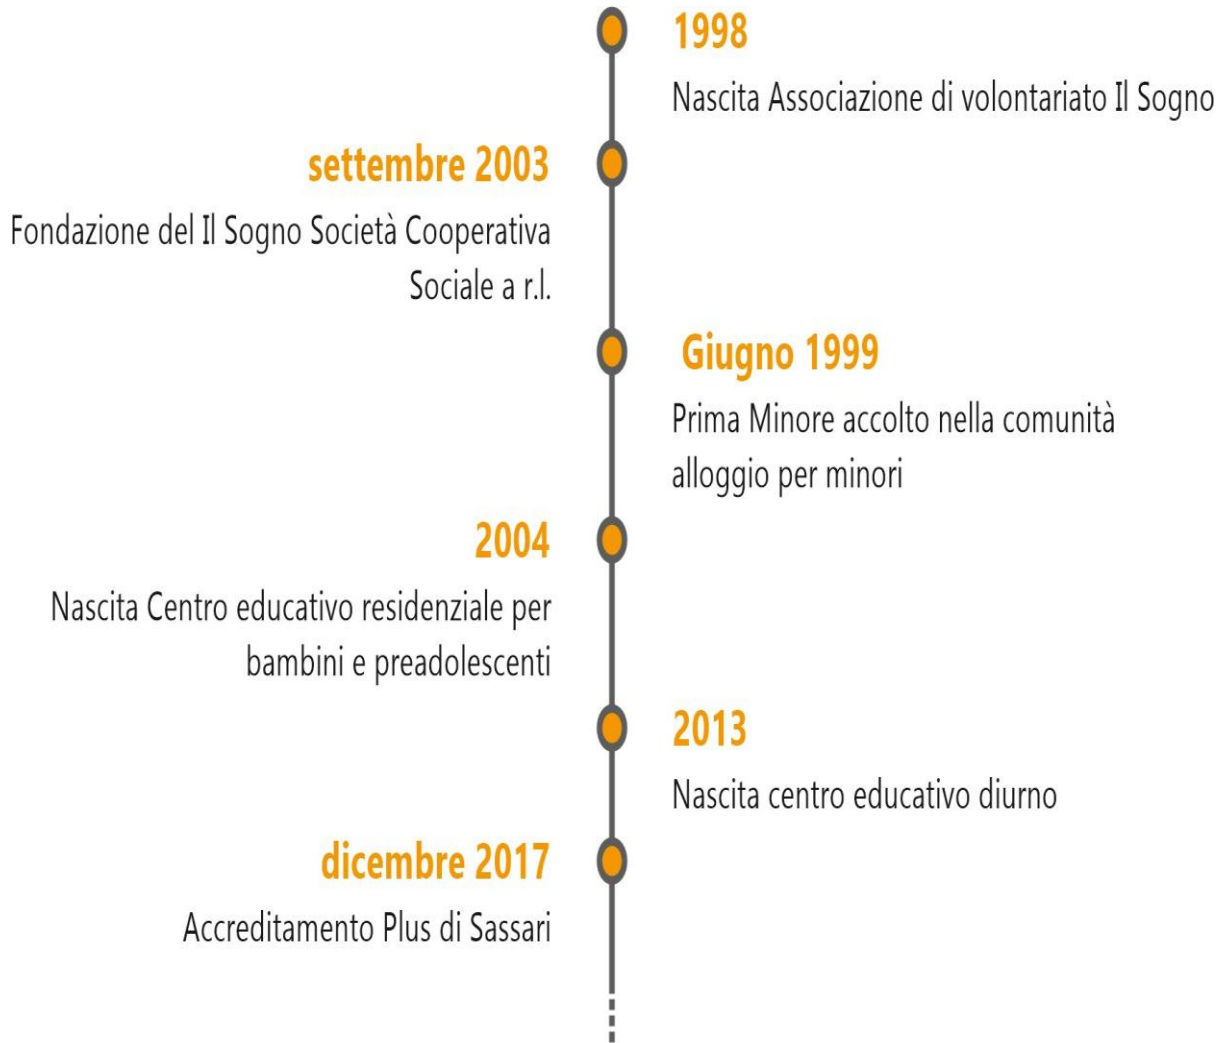 1998
Nascita Associazione di volontariato Il Sogno
settembre 2003
Fondazione del Il Sogno Società Cooperativa
Sociale a r.l.
Giugno 1999
Prima Minore accolto nella comunità
alloggio per minori
2004
Nascita Centro educativo residenziale per
bambini e preadolescenti
2013
Nascita centro educativo diurno
dicembre 2017
Accreditamento Plus di Sassari